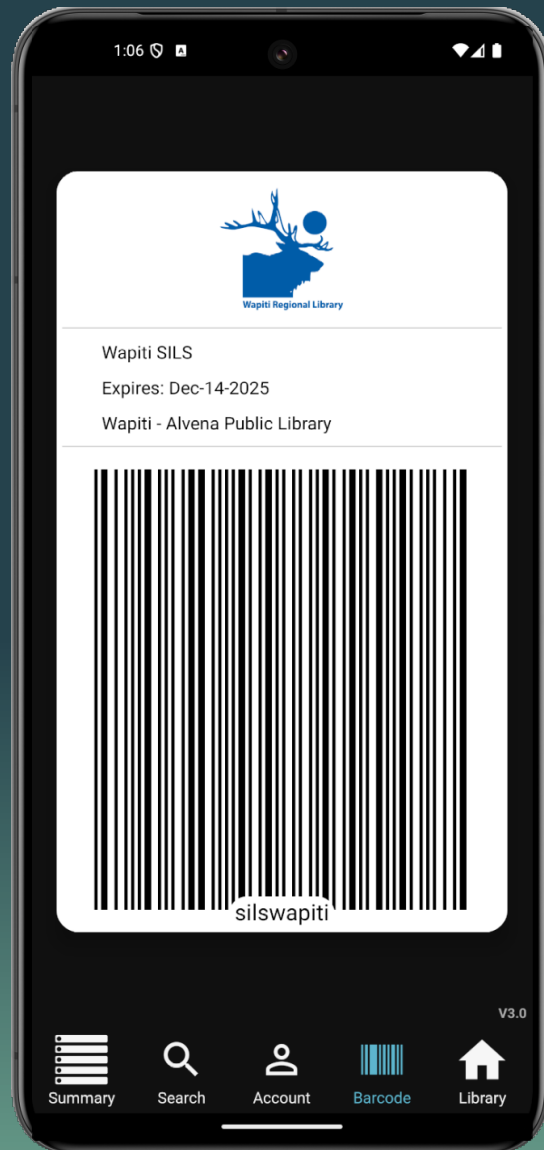 1:06
A
Wapiti Regional Library
Wapiti SILS
Expires: Dec-14-2025
Wapiti - Alvena Public Library
silswapiti
V3.0
Summary Search Account Barcode Library